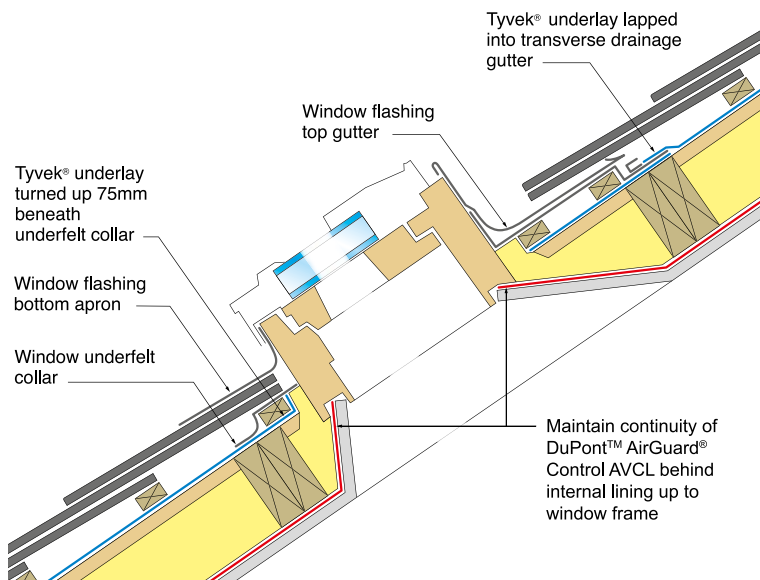 Tyvek® underlay lapped
into transverse drainage
gutter
Window flashing
top gutter
Tyvek® underlay
turned up 75mm
beneath
underfelt collar
Window flashing
bottom apron
Window underfelt
collar
Maintain continuity of
DuPont™ AirGuard®
Control AVCL behind
internal lining up to
window frame